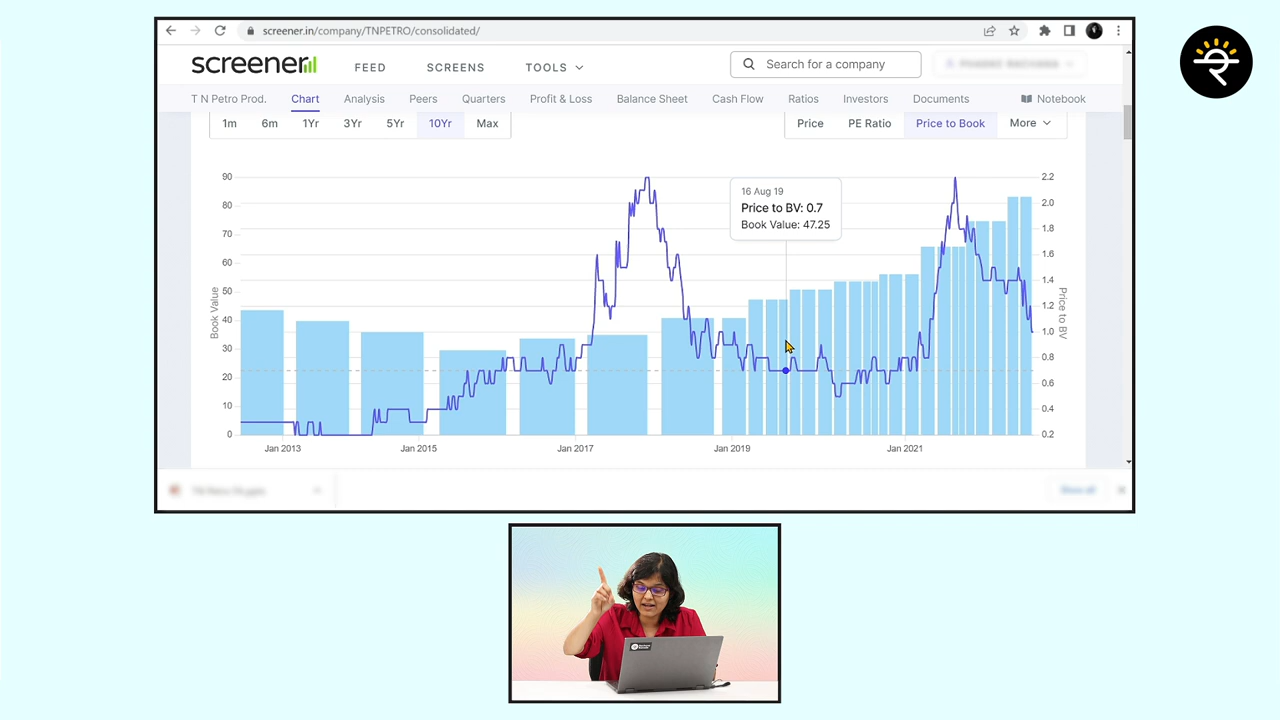 screener.in/company/TNPETRO/consolidated/
screener
FEED
SCREENS
TOOLS
Search for a company
T N Petro Prod.
Chart
Analysis
Peers
Quarters
Profit & Loss
Balance Sheet
Cash Flow
Ratios
Investors
Documents
Notebook
1m
6m
1Yr
3Yr
5Yr
10Yr
Max
Price
PE Ratio
Price to Book
More
90
80
70
60
50
40
30
20
10
0
Book Value
16 Aug 19
Price to BV: 0.7
Book Value: 47.25
2.2
2.0
1.8
1.6
1.4
1.2
1.0
0.8
0.6
0.4
0.2
Price to BV
Jan 2013
Jan 2015
Jan 2017
Jan 2019
Jan 2021
Show all